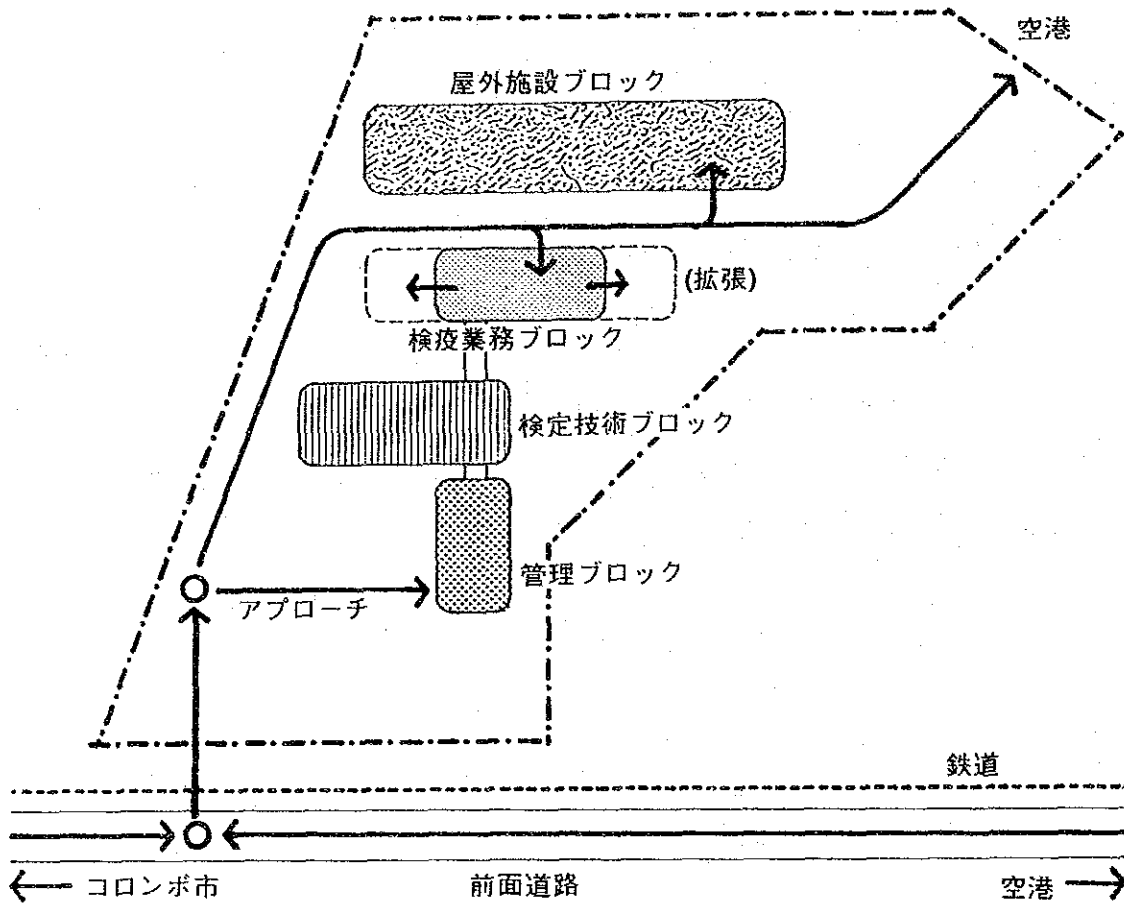 空港
屋外施設ブロック
(拡張)
検疫業務ブロック
検定技術ブロック
管理ブロック
アプローチ
鉄道
コロンボ市
前面道路
空港